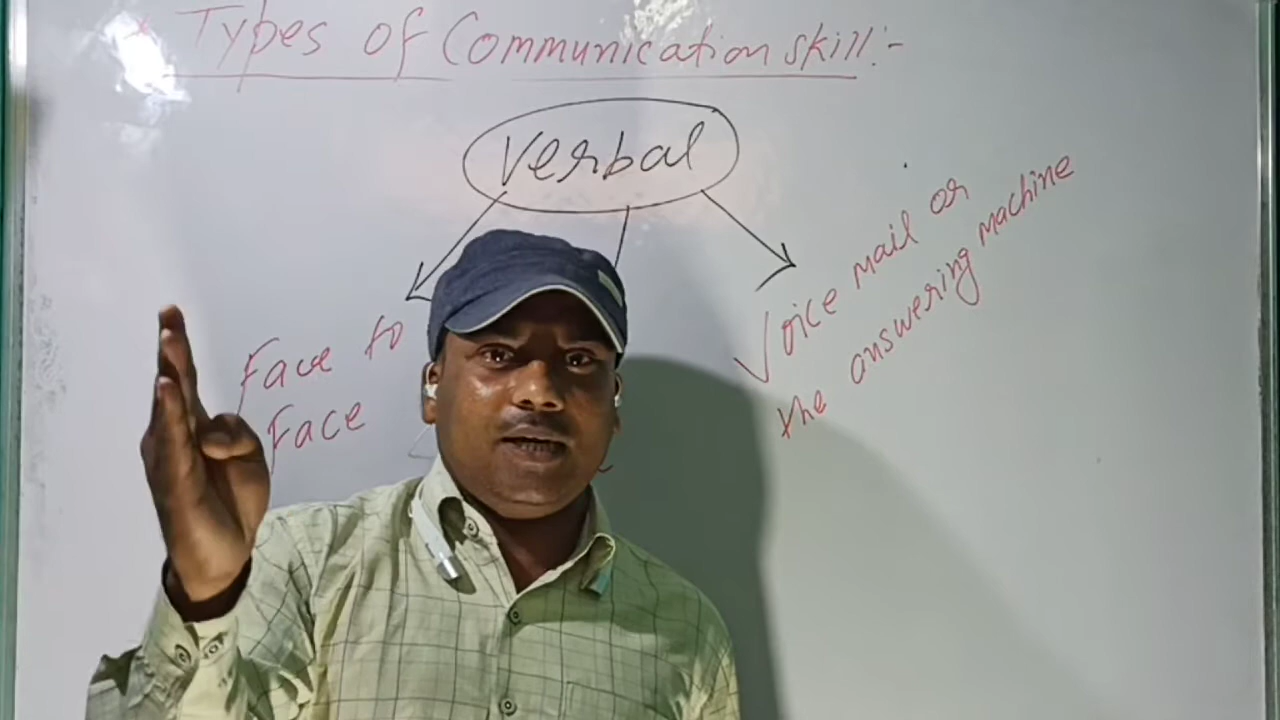 * Types of Communication skill:-
Verbal
Face to
Face
Voice mail or
the answering machine